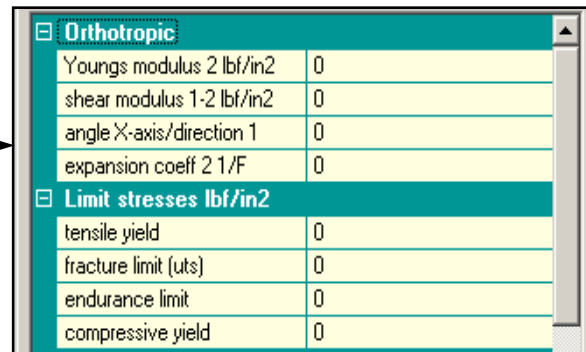 Orthotropic
Youngs modulus 2 lbf/in2 0
shear modulus 1-2 lbf/in2 0
angle X-axis/direction 1 0
expansion coeff 2 1/F 0
Limit stresses lbf/in2
tensile yield 0
fracture limit (uts) 0
endurance limit 0
compressive yield 0